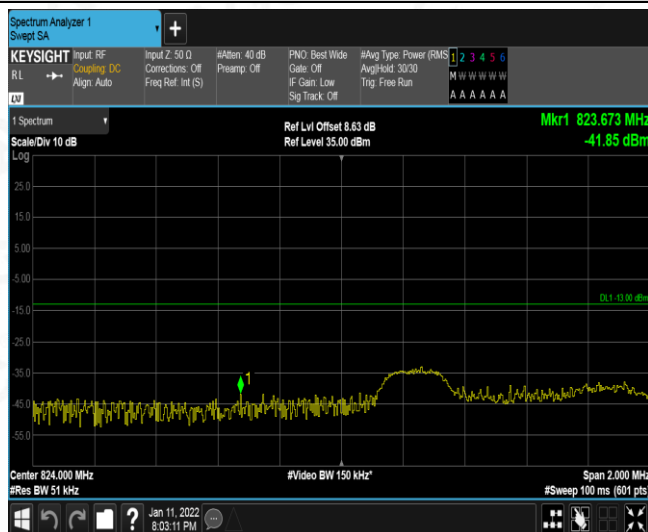 Spectrum Analyzer 1
Swept SA
KEYSIGHT
RL
LXI
Input: RF
Coupling: DC
Align: Auto
Input Z: 50 Ω
Corrections: Off
Freq Ref: Int (S)
#Atten: 40 dB
Preamp: Off
PNO: Best Wide
Gate: Off
IF Gain: Low
Sig Track: Off
#Avg Type: Power (RMS
Avg|Hold: 30/30
Trig: Free Run
1 2 3 4 5 6
M W W W W W
A A A A A A
1 Spectrum
Scale/Div 10 dB
Log
Ref Lvl Offset 8.63 dB
Ref Level 35.00 dBm
Mkr1 823.673 MHz
-41.85 dBm
25.0
15.0
5.00
-5.00
-15.0
-25.0
-35.0
-45.0
-55.0
DL1 -13.00 dBm
1
Center 824.000 MHz
#Res BW 51 kHz
#Video BW 150 kHz*
Span 2.000 MHz
#Sweep 100 ms (601 pts)
?
Jan 11, 2022
8:03:11 PM